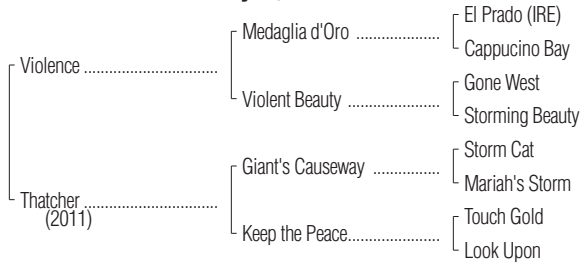 El Prado (IRE)
Medaglia d'Oro ....................
Cappucino Bay
Violence ................................
Gone West
Violent Beauty ......................
Storming Beauty
Storm Cat
Giant's Causeway ................
Mariah's Storm
Thatcher ................................
(2011)
Touch Gold
Keep the Peace ......................
Look Upon